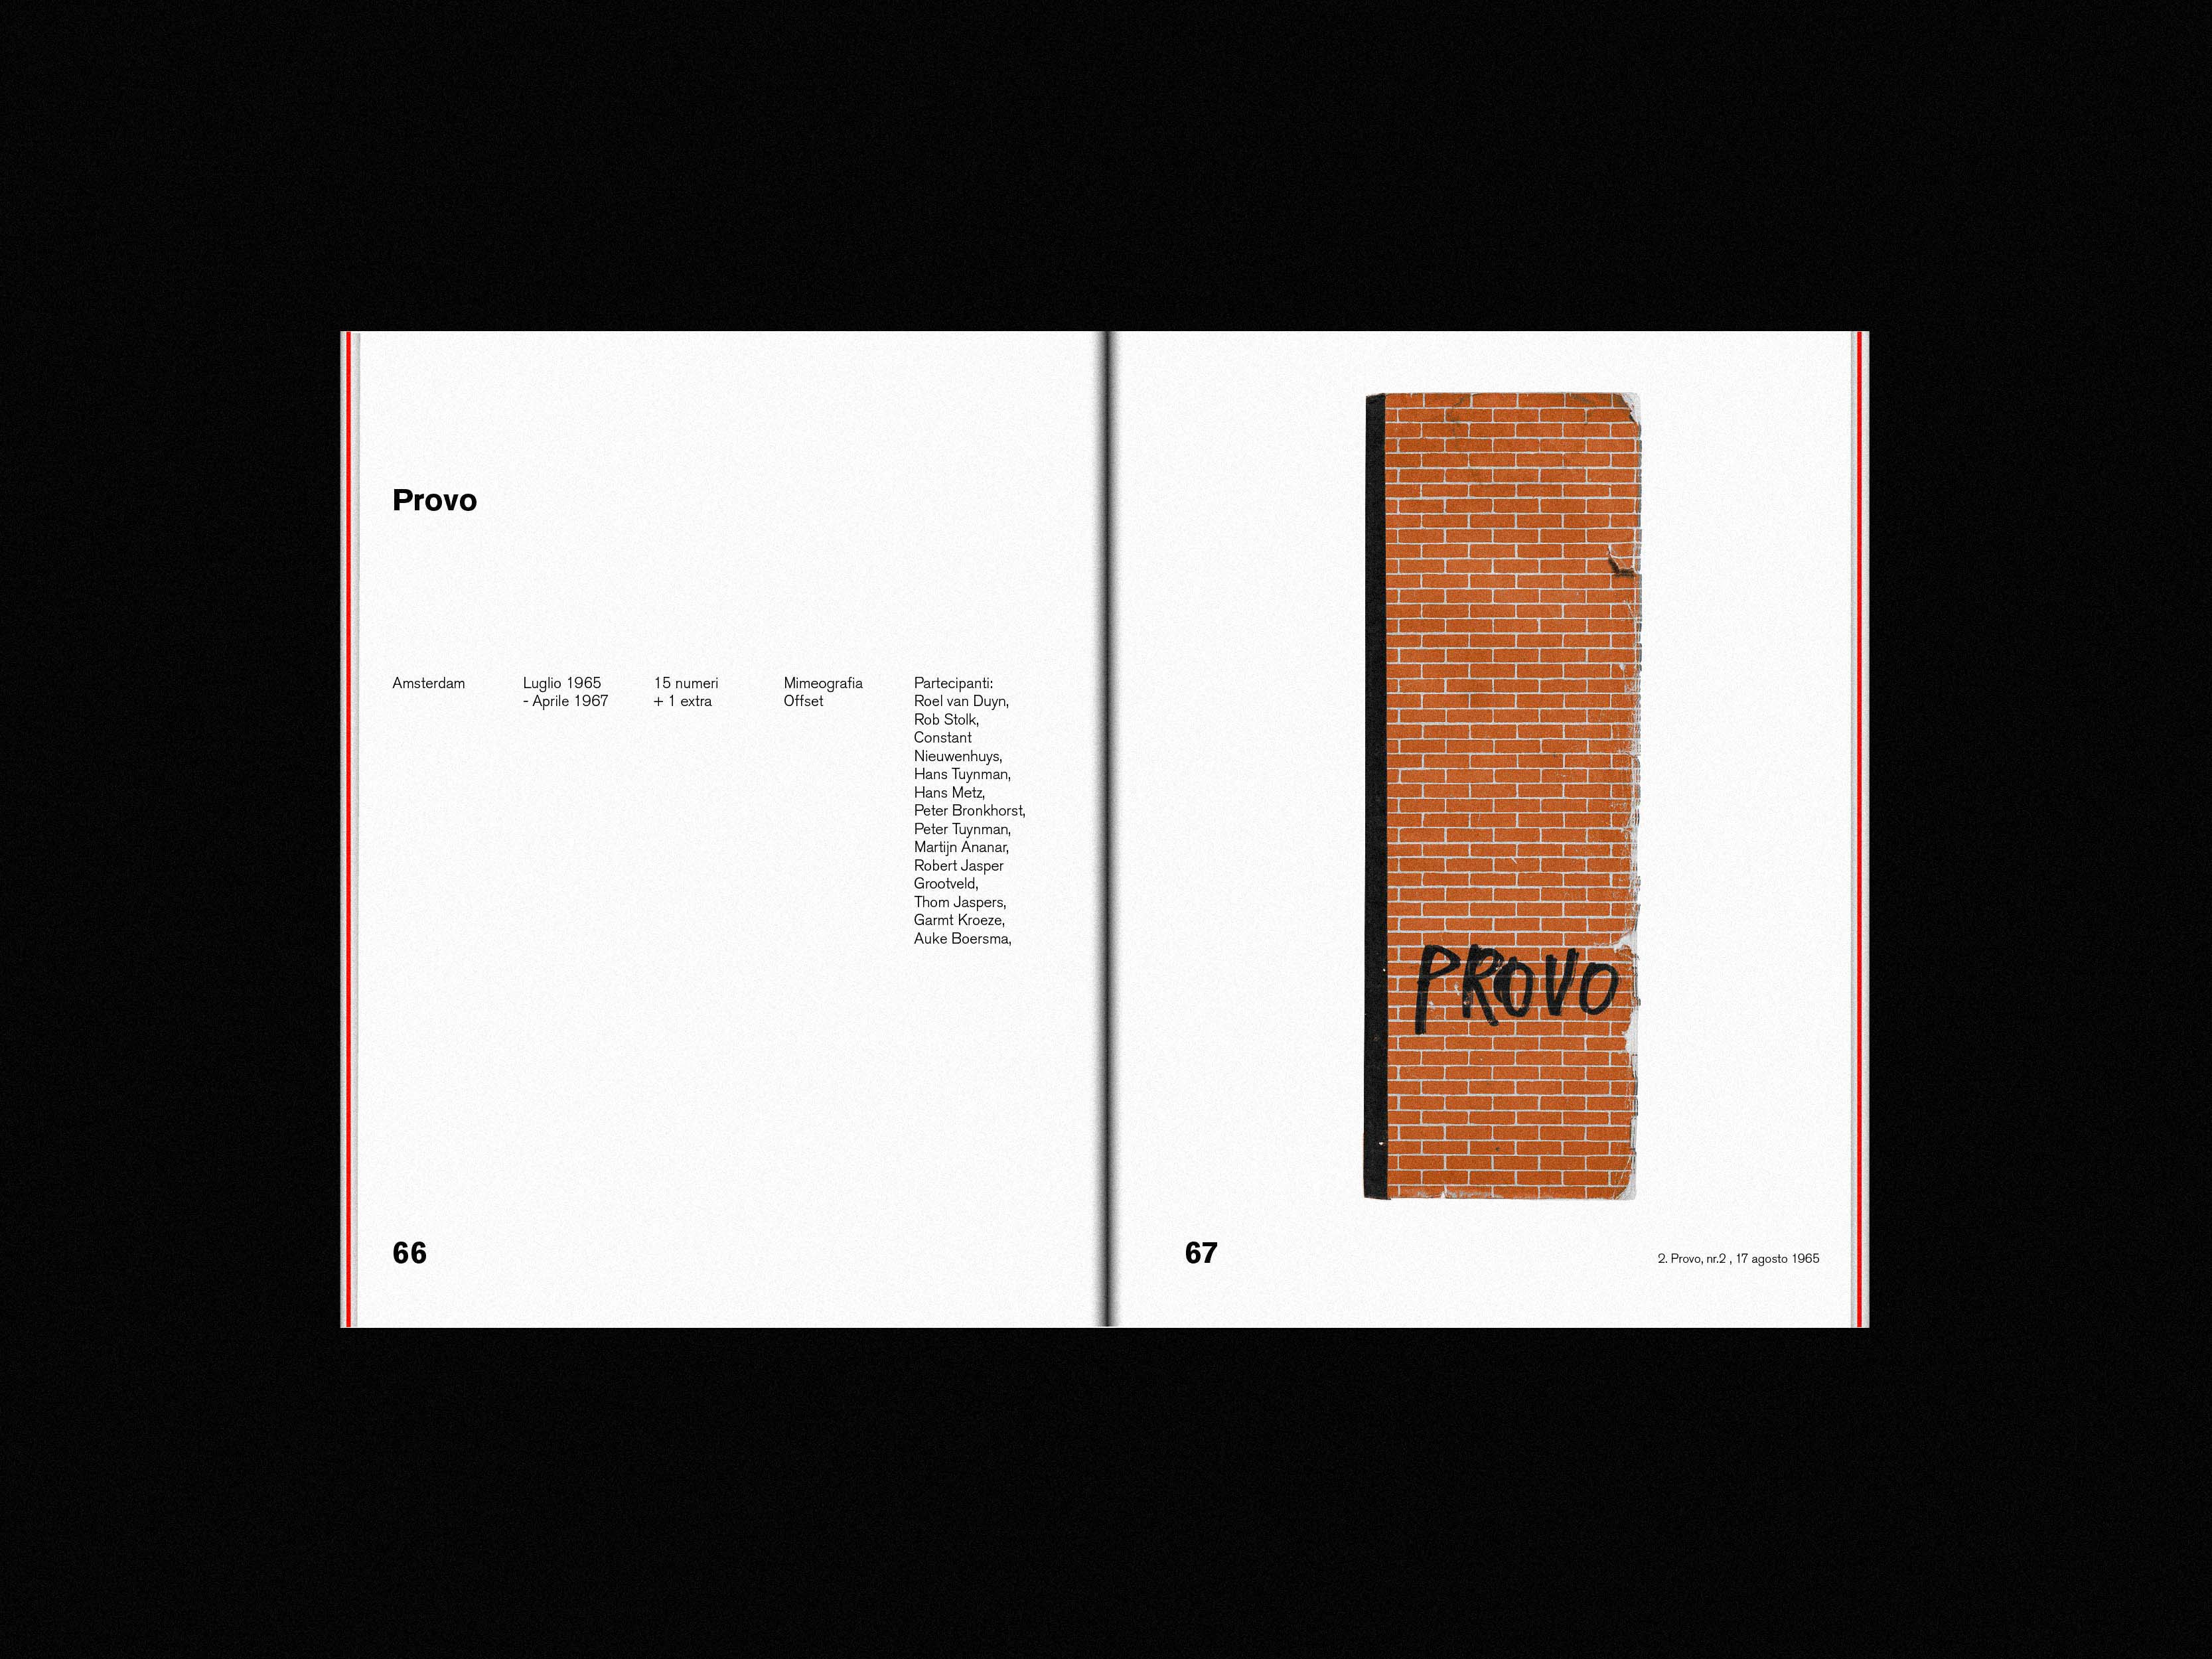 Provo
Amsterdam
Luglio 1965
- Aprile 1967
15 numeri
+ 1 extra
Mimeografia
Offset
Partecipanti:
Roel van Duyn,
Rob Stolk,
Constant
Nieuwenhuys,
Hans Tuynman,
Hans Metz,
Peter Bronkhorst,
Peter Tuynman,
Martijn Ananar,
Robert Jasper
Grootveld,
Thom Jaspers,
Garmt Kroeze,
Auke Boersma,
66
PROVO
67
2. Provo, nr.2 , 17 agosto 1965